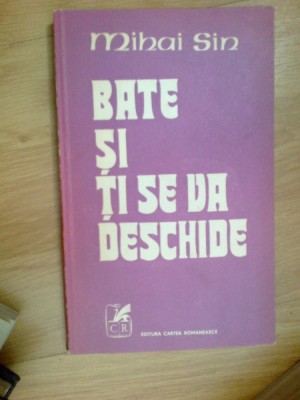 Mihai Sin
BATE
ȘI
ȚI SE VA
DESCHIDE
CR
EDITURA CARTEA ROMÂNEASCĂ